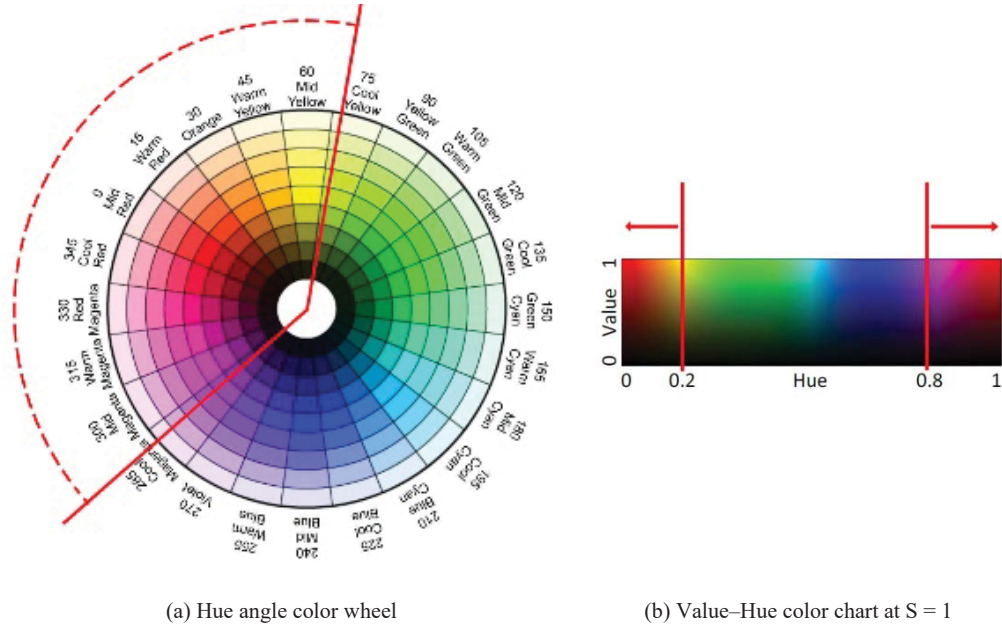 60
Mid
Yellow
75
Cool
Yellow
90
Yellow
Green
105
Warm
Green
120
Mid
Green
135
Cool
Green
150
Green
Cyan
165
Warm
Cyan
180
Mid
Cyan
195
Cool
Cyan
210
Blue
Cyan
225
Cool
Blue
240
Mid
Blue
255
Warm
Blue
270
Violet
285
Cool
Magenta
300
Mid
Magenta
315
Warm
Magenta
330
Red
Magenta
345
Cool
Red
0
Mid
Red
15
Warm
Red
30
Orange
45
Warm
Yellow
(a) Hue angle color wheel
1
Value
0
0
0.2
Hue
0.8
1
(b) Value–Hue color chart at S = 1